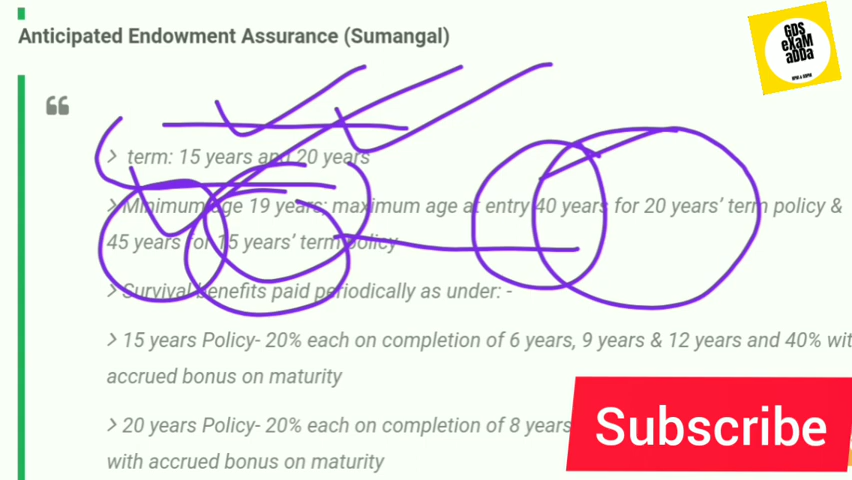 Anticipated Endowment Assurance (Sumangal)
GDS
eXaM
aDDa
> term: 15 years and 20 years
> Minimum age 19 years; maximum age at entry 40 years for 20 years’ term policy &
45 years for 15 years’ term policy
> Survival benefits paid periodically as under: -
> 15 years Policy- 20% each on completion of 6 years, 9 years & 12 years and 40% wit
accrued bonus on maturity
> 20 years Policy- 20% each on completion of 8 years
with accrued bonus on maturity
Subscribe